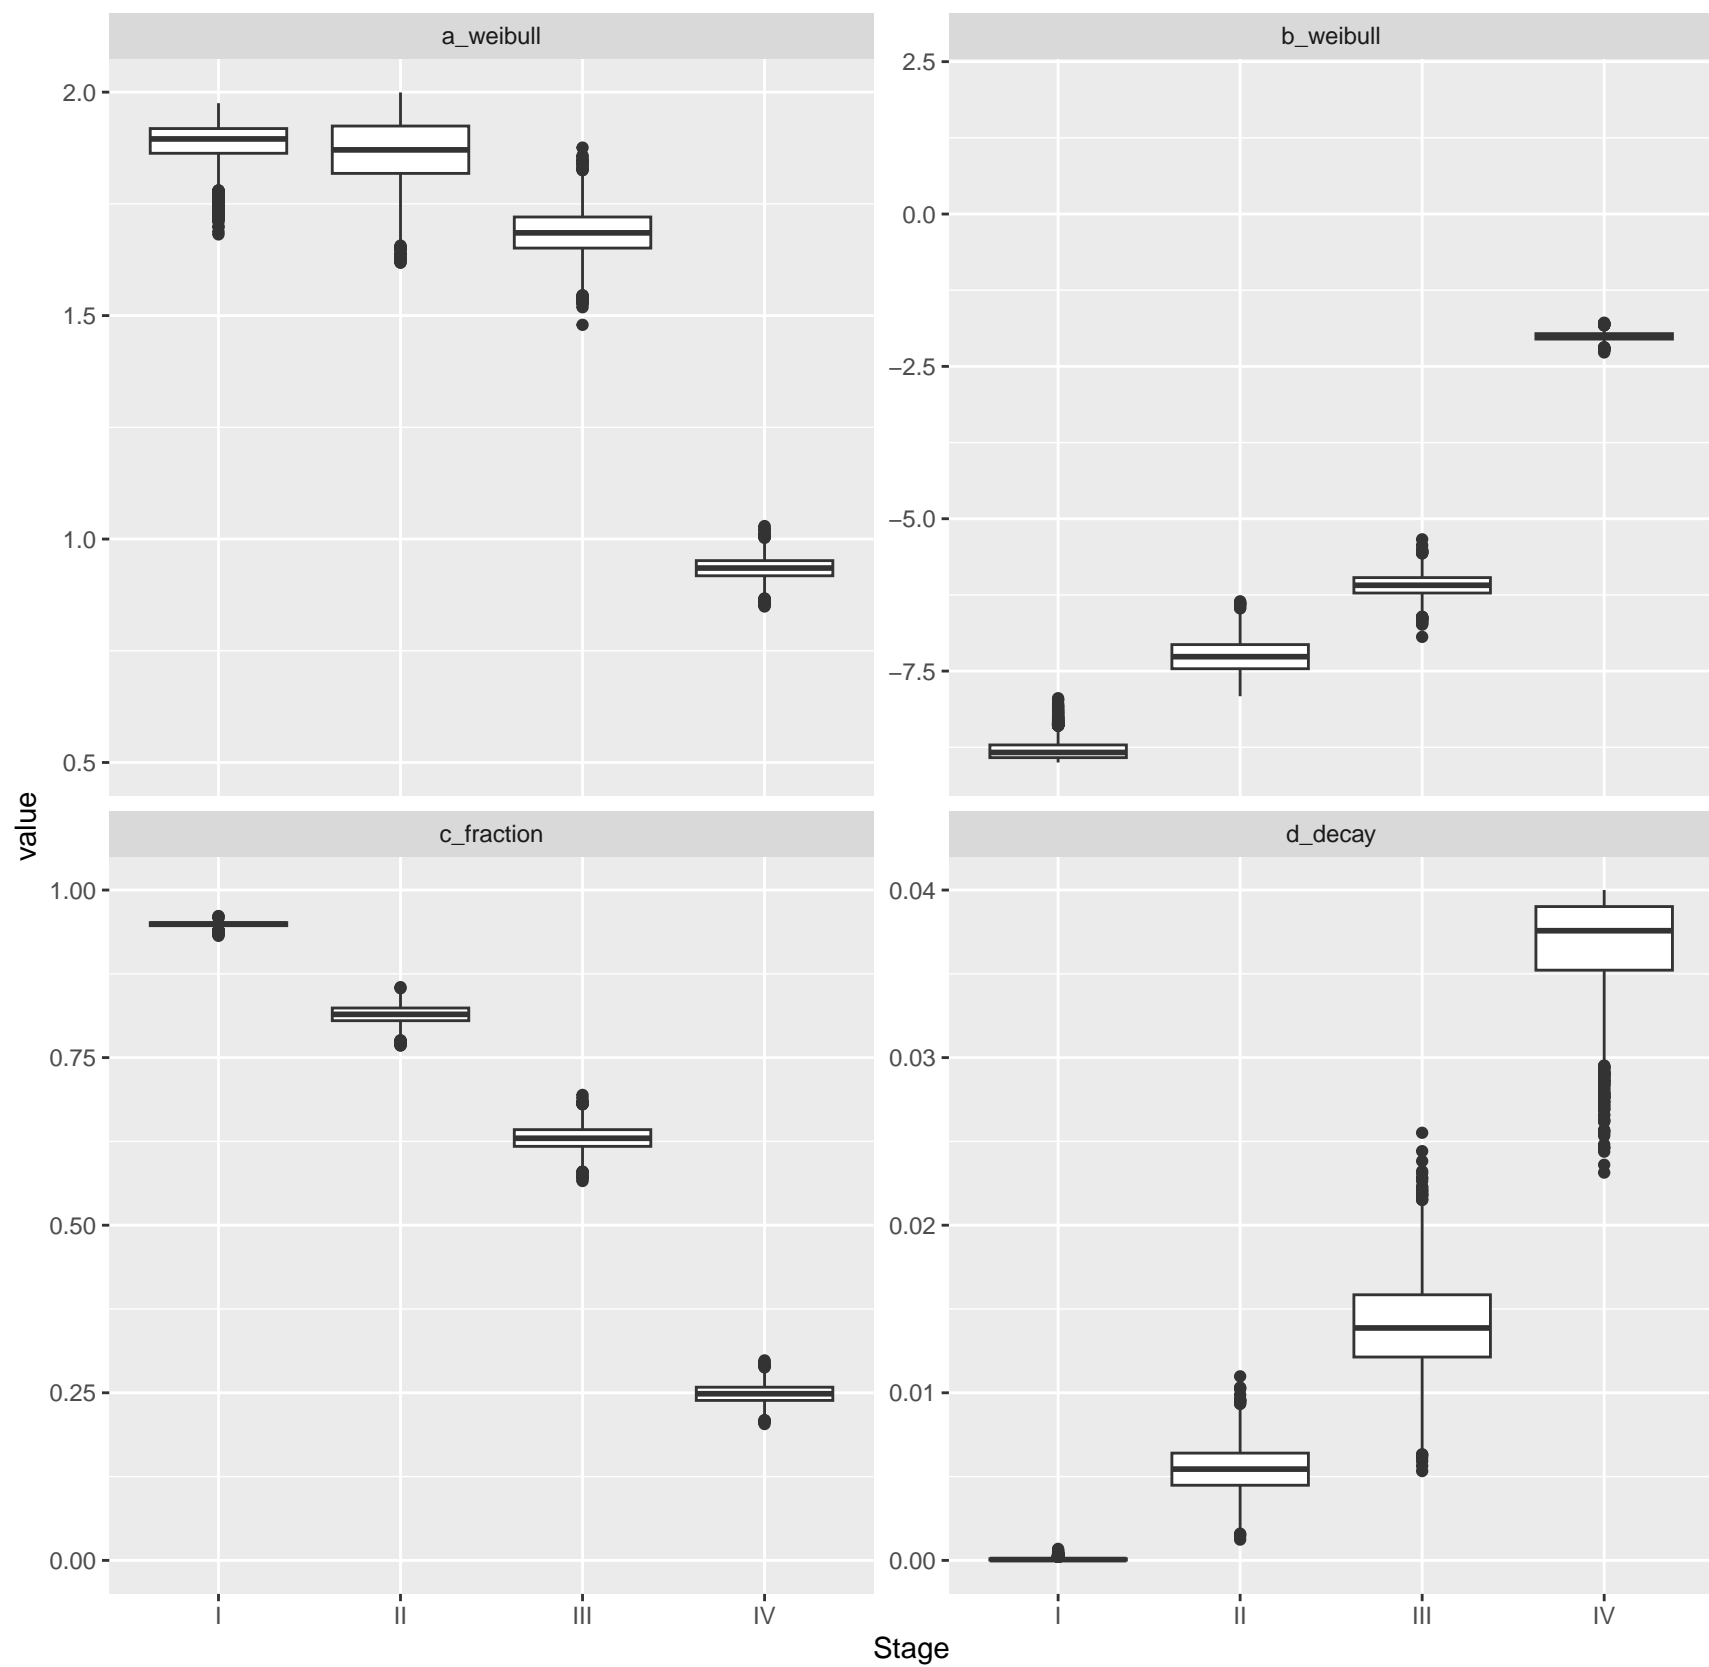 a_weibull
b_weibull
2.0
1.5
1.0
0.5
2.5
0.0
−2.5
−5.0
−7.5
value
c_fraction
d_decay
1.00
0.75
0.50
0.25
0.00
0.04
0.03
0.02
0.01
0.00
I II III IV
I II III IV
Stage